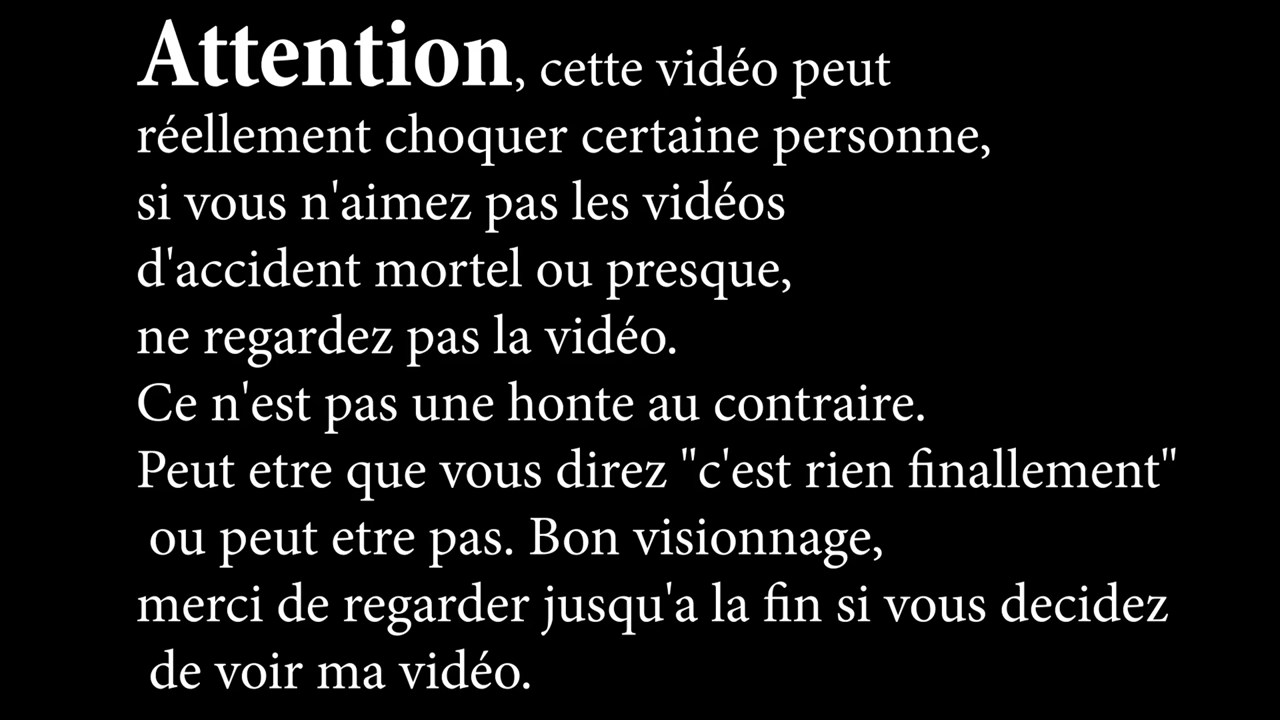 Attention, cette vidéo peut
réellement choquer certaine personne,
si vous n'aimez pas les vidéos
d'accident mortel ou presque,
ne regardez pas la vidéo.
Ce n'est pas une honte au contraire.
Peut etre que vous direz "c'est rien finallement"
ou peut etre pas. Bon visionnage,
merci de regarder jusqu'a la fin si vous decidez
de voir ma vidéo.